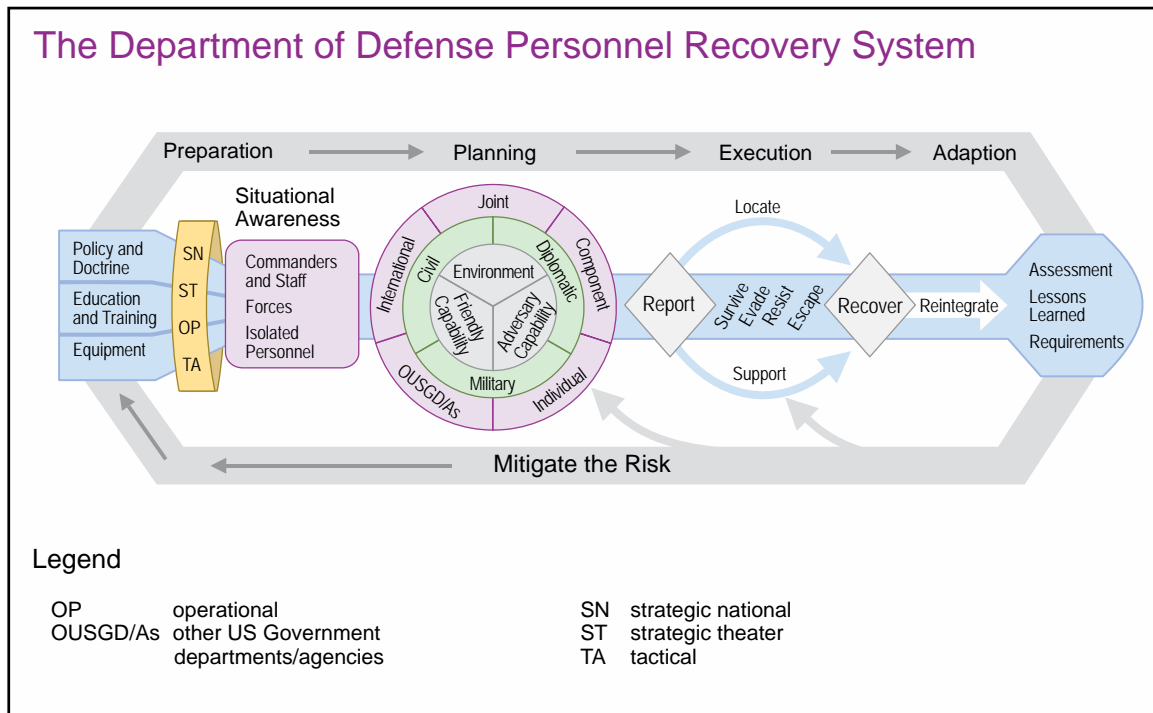 The Department of Defense Personnel Recovery System
Preparation
Planning
Execution
Adaption
Situational
Awareness
Policy and
Doctrine
Education
and Training
Equipment
SN
ST
OP
TA
Commanders
and Staff
Forces
Isolated
Personnel
Joint
International
Component
OUSGD/As
Individual
Civil
Diplomatic
Military
Environment
Friendly
Capability
Adversary
Capability
Report
Locate
Survive
Evade
Resist
Escape
Support
Recover
Reintegrate
Assessment
Lessons
Learned
Requirements
Mitigate the Risk
Legend
OP operational
OUSGD/As other US Government
departments/agencies
SN strategic national
ST strategic theater
TA tactical